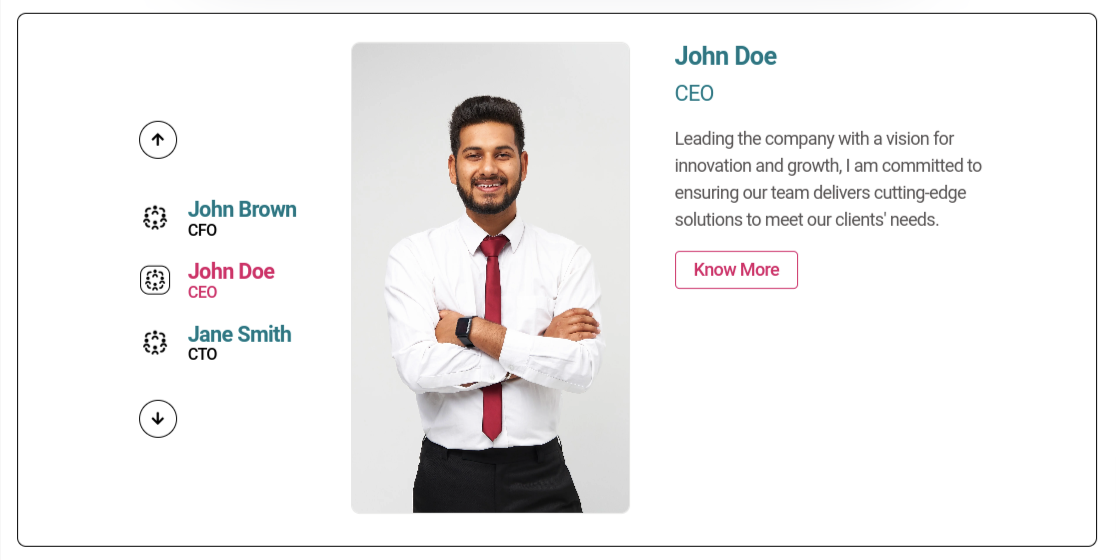 John Brown
CFO
John Doe
CEO
Jane Smith
CTO
John Doe
CEO
Leading the company with a vision for
innovation and growth, I am committed to
ensuring our team delivers cutting-edge
solutions to meet our clients' needs.
Know More